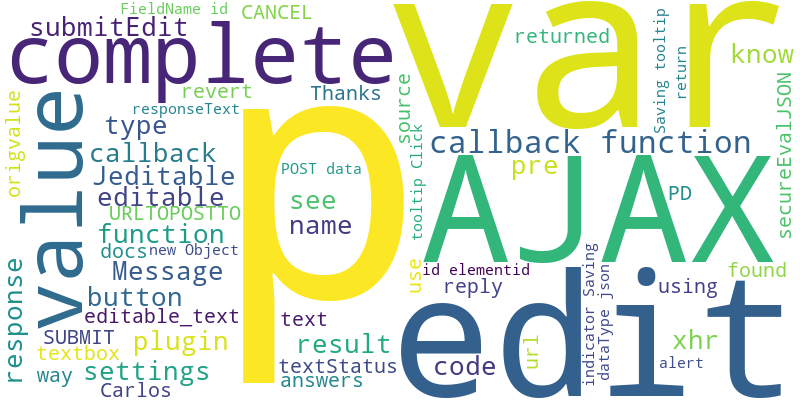 FieldName id
CANCEL
submitEdit
complete
var
returned
know
revert
Thanks
source
Saving tooltip
return
origvalue
value
responseText
type
callback
callback function
Jeditable
POST data
tooltip Click
pre
AJAX
secureEvalJSON
editable
see
PD
URLTOPOSTTO
name
p
function
docs
new Object
Message
id elementid
found
response
button
use
reply
edit
indicator Saving
dataType json
using
editable_text
text
SUBMIT
plugin
result
url
xhr
textbox
way
settings
textStatus
code
alert
Carlos
answers